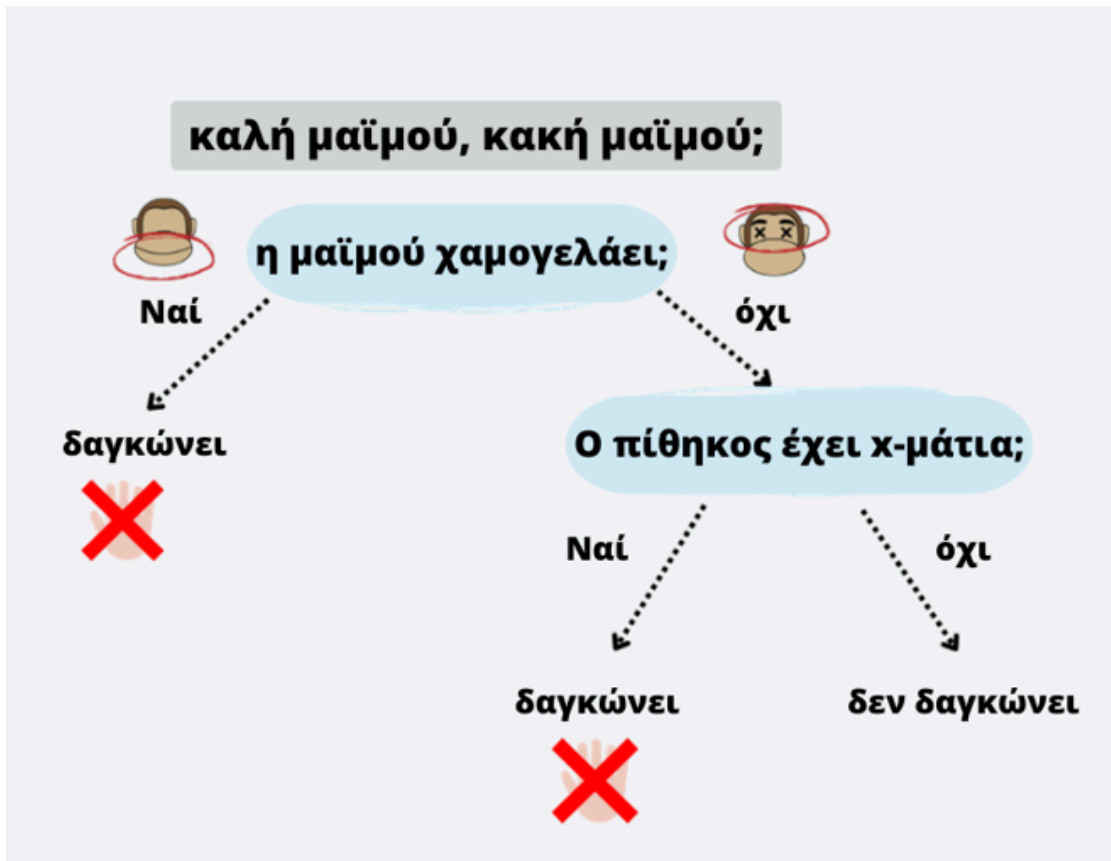 καλή μαϊμού, κακή μαϊμού;
η μαϊμού χαμογελάει;
Ναί
όχι
δαγκώνει
Ο πίθηκος έχει x-μάτια;
Ναί
όχι
δαγκώνει
δεν δαγκώνει